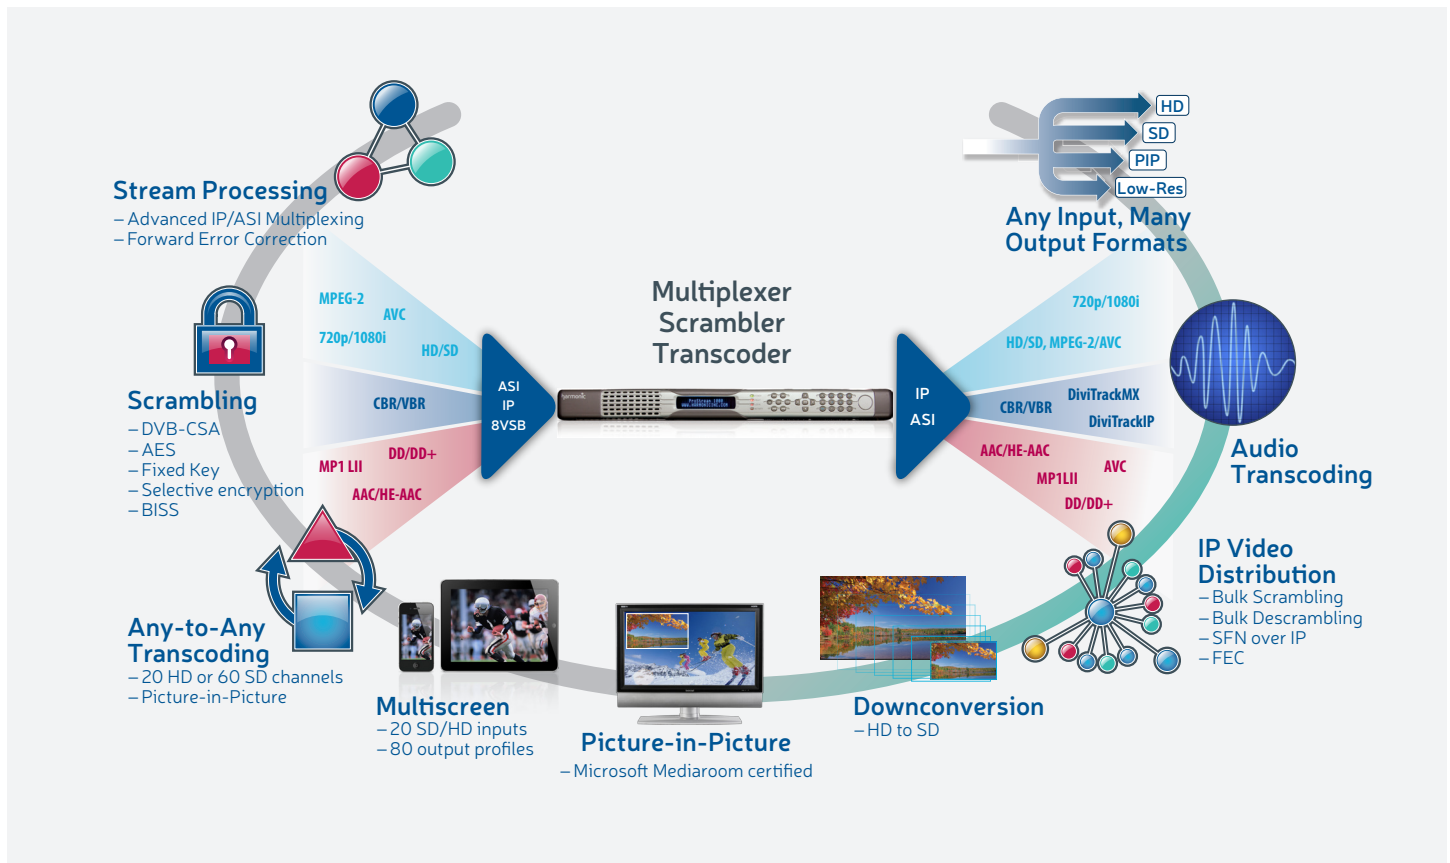 HD
SD
PIP
Low-Res
Stream Processing
– Advanced IP/ASI Multiplexing
– Forward Error Correction
Any Input, Many
Output Formats
MPEG-2
AVC
720p/1080i
HD/SD
CBR/VBR
DD/DD+
MP1 LII
AAC/HE-AAC
ASI
IP
8VSB
Multiplexer
Scrambler
Transcoder
harmonic
ProStream 1000
WWW.HARMONICINC.COM
IP
ASI
720p/1080i
HD/SD, MPEG-2/AVC
DiviTrackMX
CBR/VBR
DiviTrackIP
AAC/HE-AAC
AVC
MP1LII
DD/DD+
Scrambling
– DVB-CSA
– AES
– Fixed Key
– Selective encryption
– BISS
Audio
Transcoding
IP Video
Distribution
– Bulk Scrambling
– Bulk Descrambling
– SFN over IP
– FEC
Any-to-Any
Transcoding
– 20 HD or 60 SD channels
– Picture-in-Picture
Multiscreen
– 20 SD/HD inputs
– 80 output profiles
Picture-in-Picture
– Microsoft Mediaroom certified
Downconversion
– HD to SD